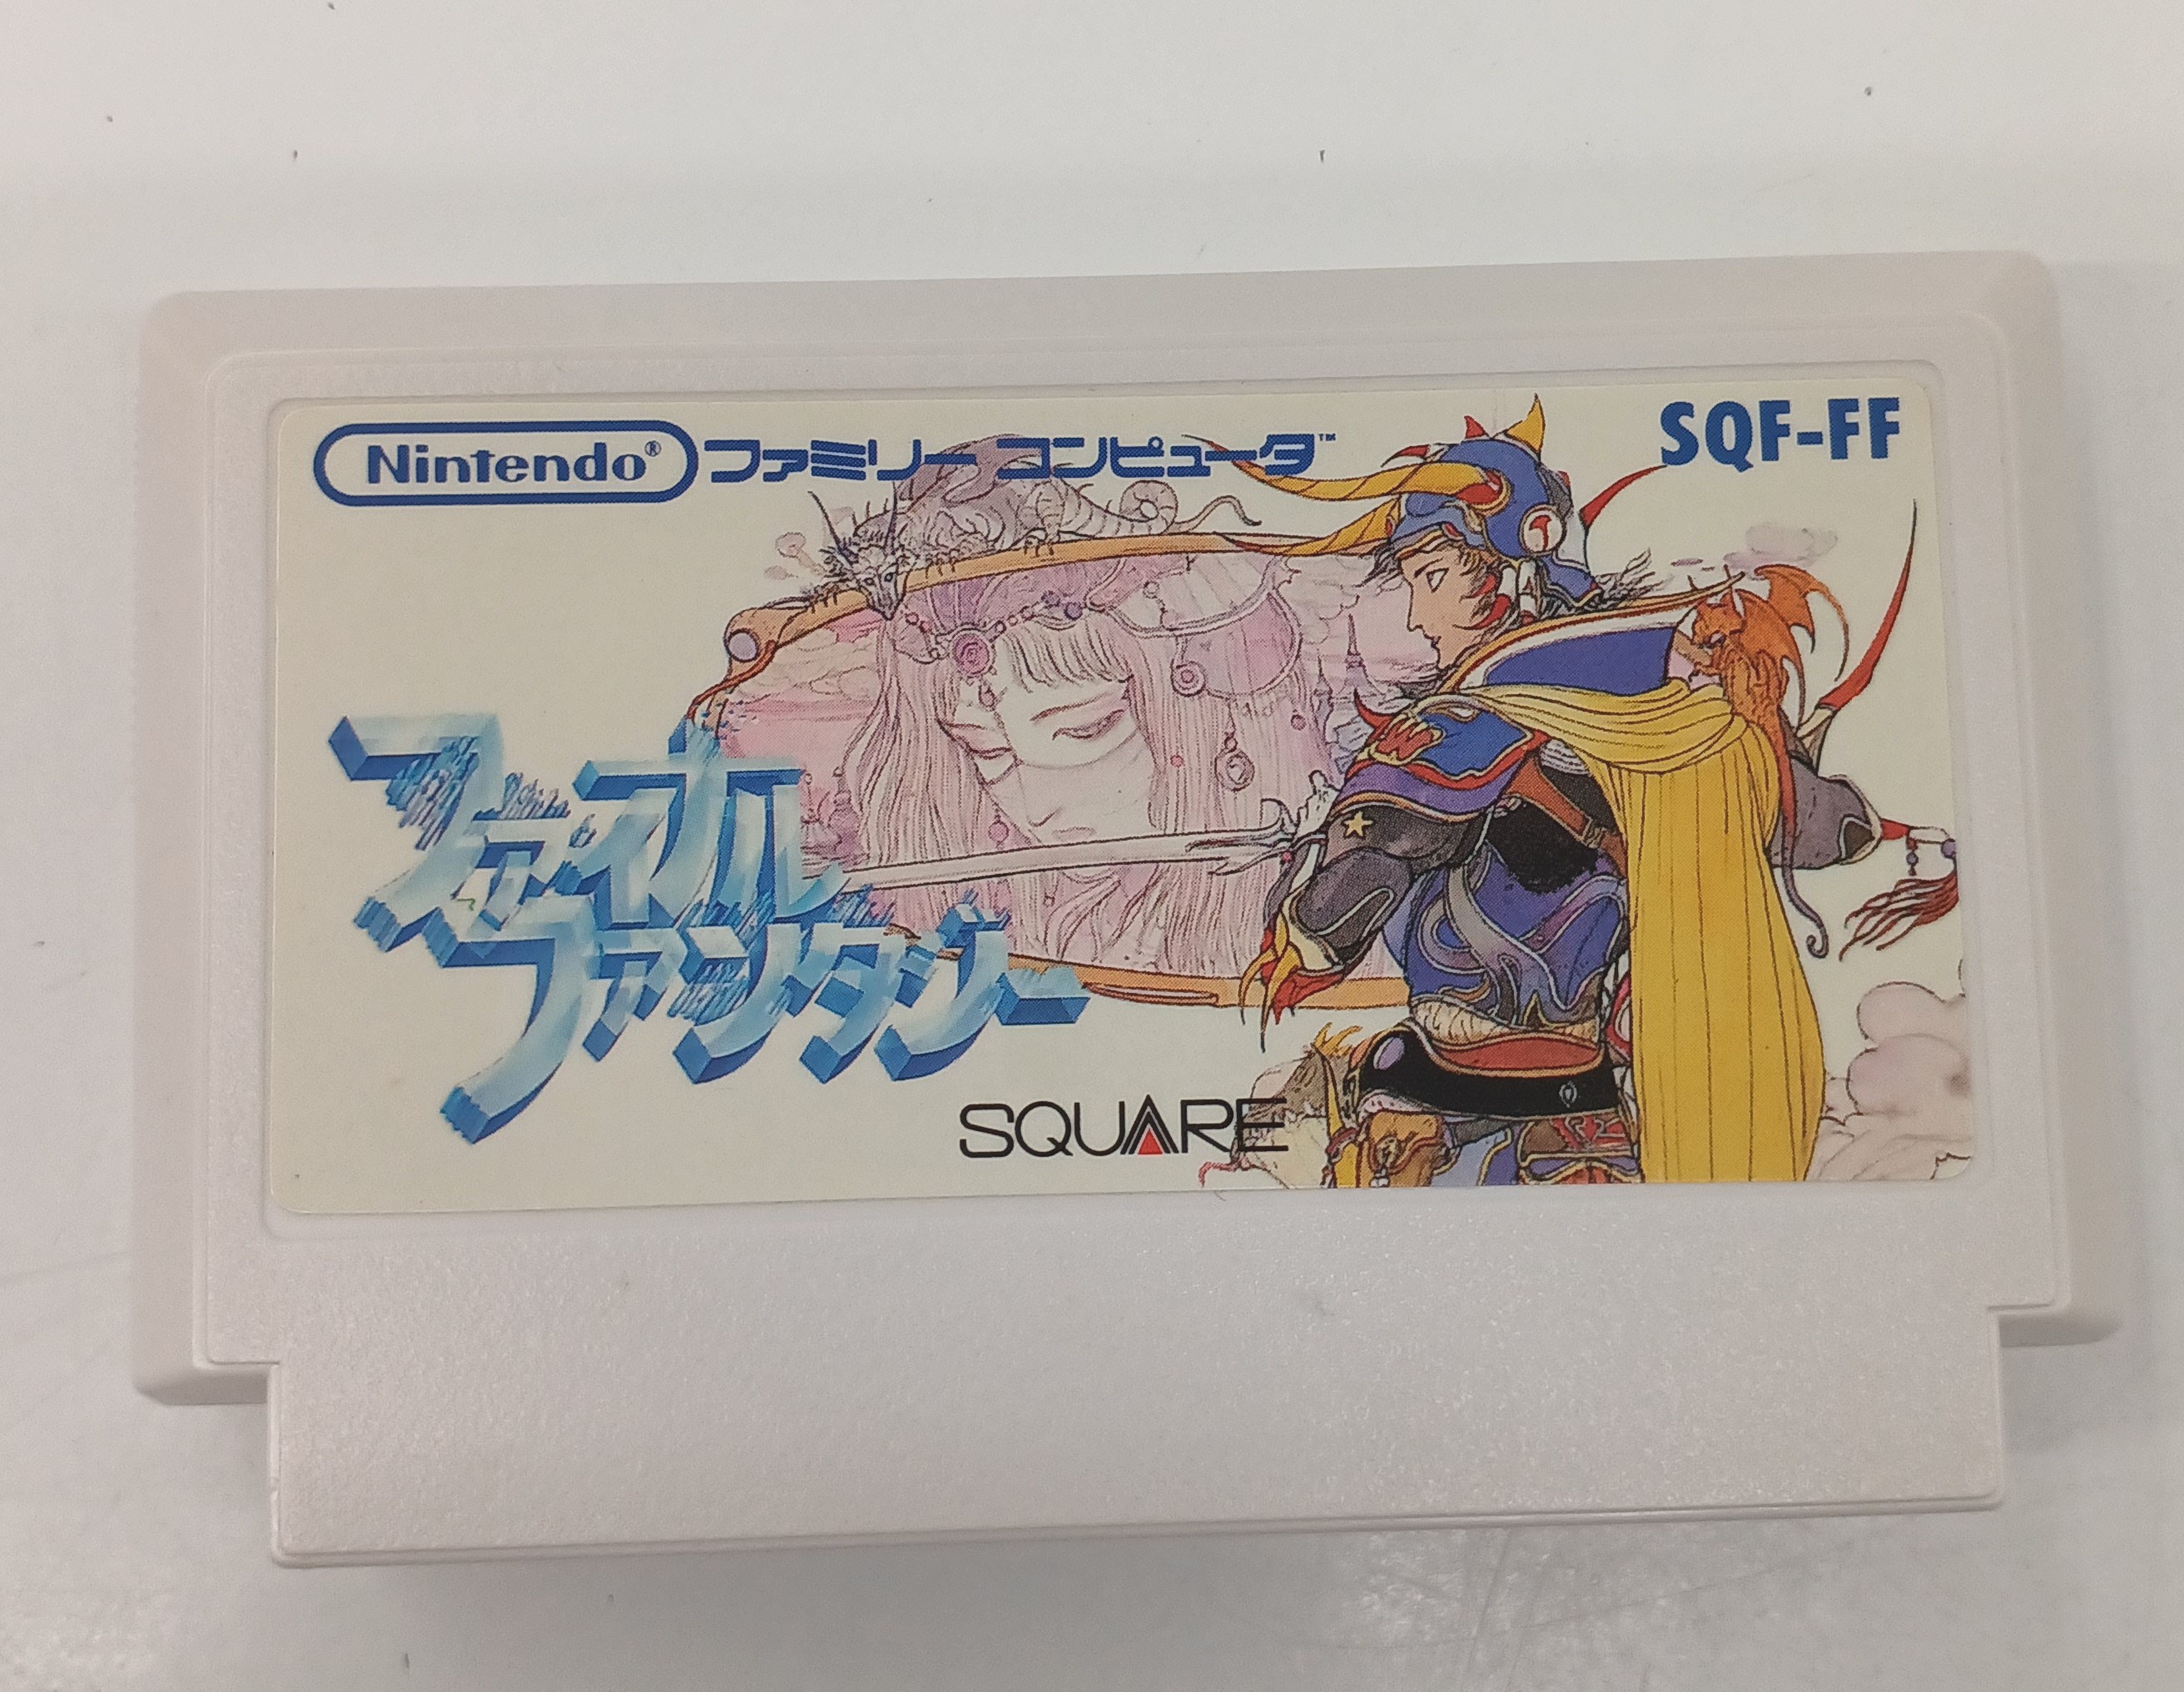 Nintendo® ファミリー コンピュータ™
SQF-FF
ファイナル
ファンタジー
SQUARE